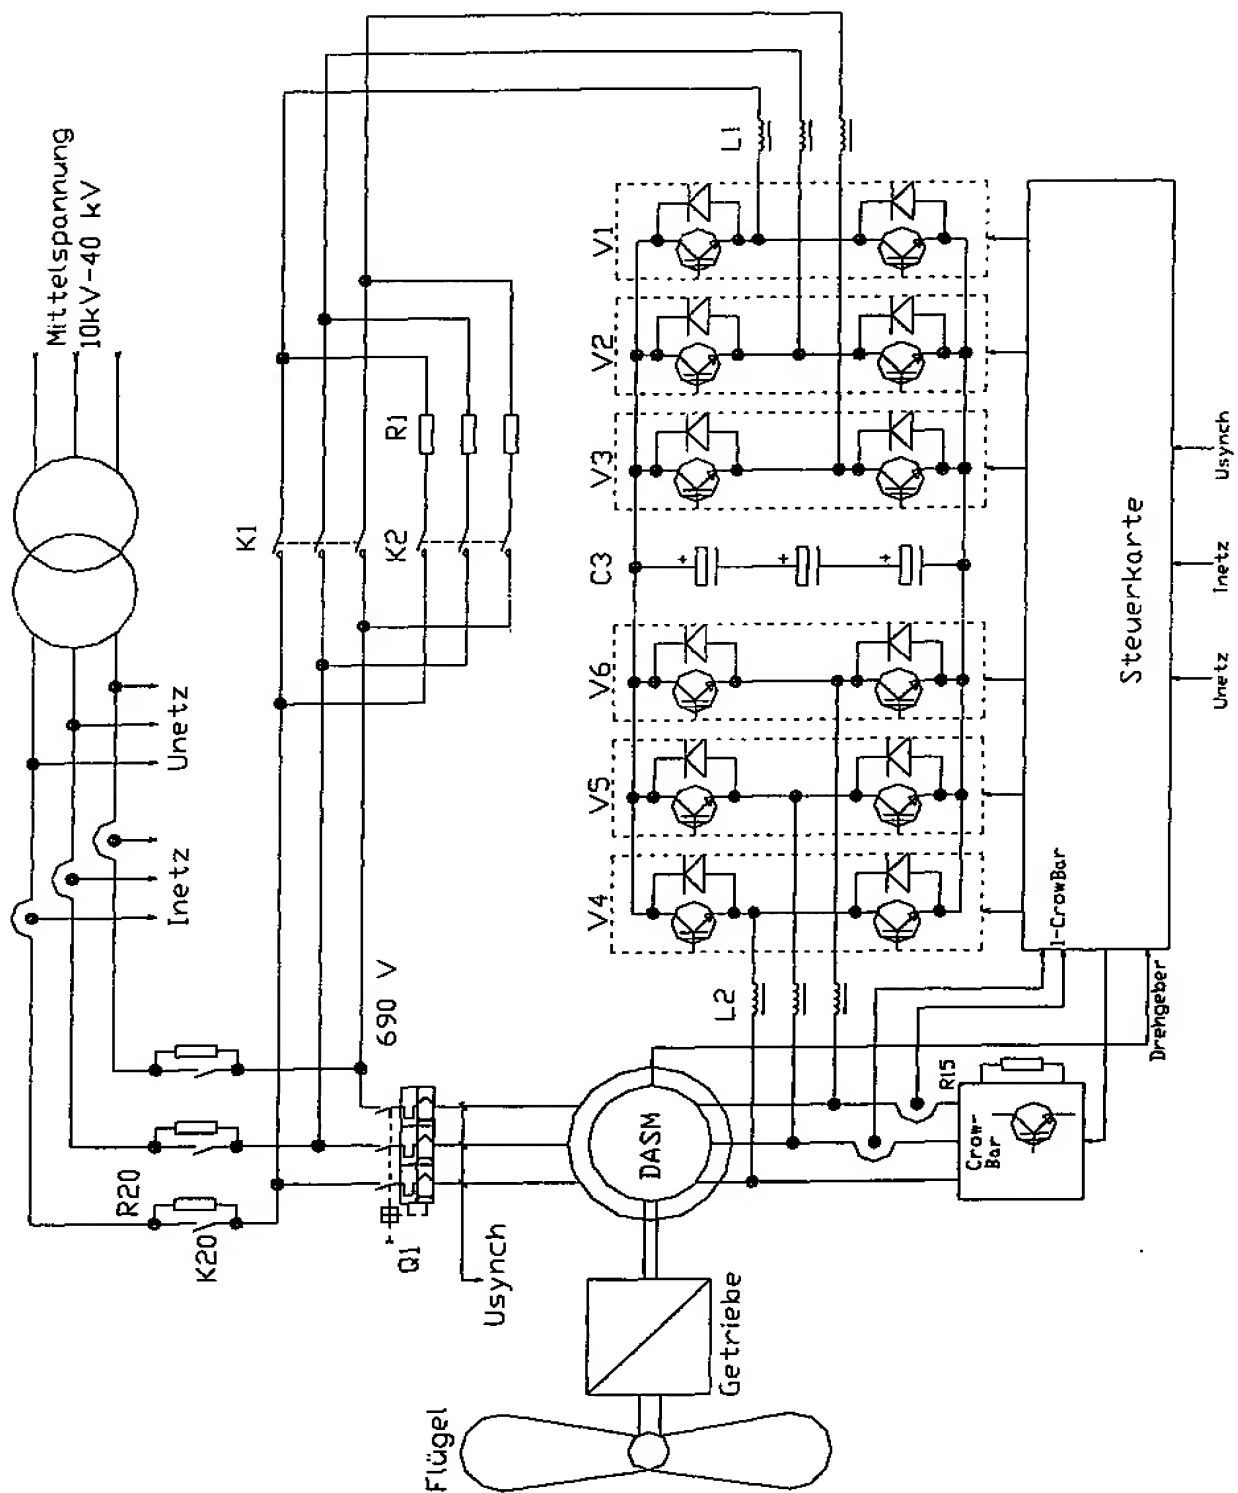 Mittelspannung
10kV-40 kV
K1
R1
K2
Unetz
Inetz
690 V
R20
K20
Q1
Usynch
Flügel
Getriebe
DASM
L1
V1
V2
V3
C3
+
+
+
V6
V5
V4
L2
Steuerkarte
Usynch
Inetz
Unetz
I-CrowBar
Drehgeber
R15
Crow-
Bar